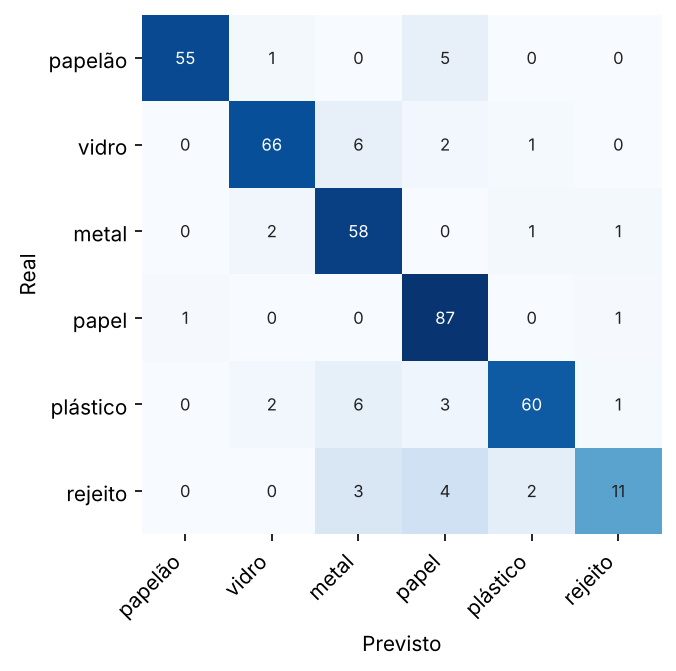 papelão 55 1 0 5 0 0
vidro 0 66 6 2 1 0
metal 0 2 58 0 1 1
papel 1 0 0 87 0 1
plástico 0 2 6 3 60 1
rejeito 0 0 3 4 2 11
Real
papelão vidro metal papel plástico rejeito
Previsto